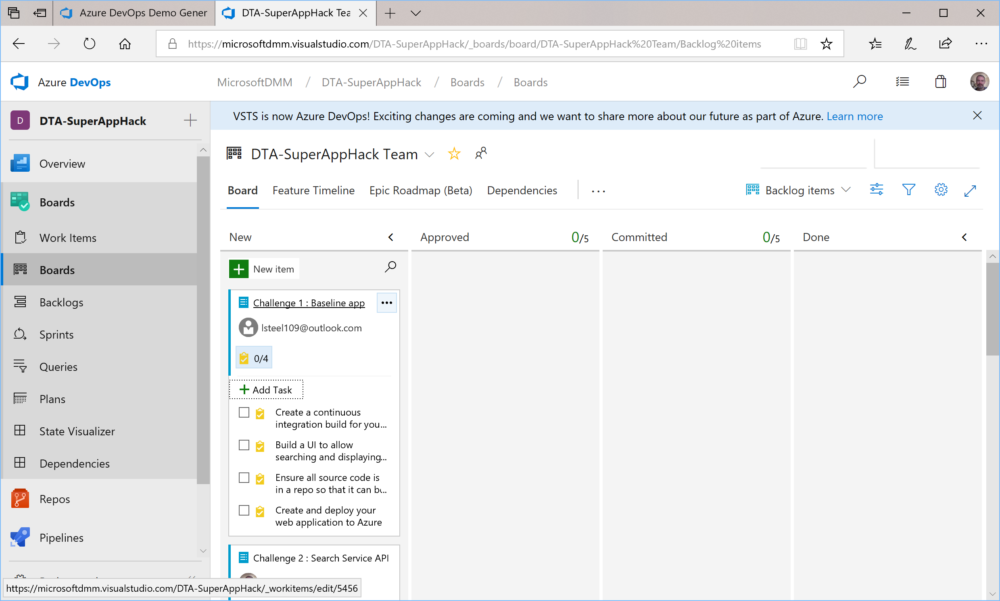 Azure DevOps Demo Gener
DTA-SuperAppHack Tea
https://microsoftdmm.visualstudio.com/DTA-SuperAppHack/_boards/board/DTA-SuperAppHack%20Team/Backlog%20items
Azure DevOps
MicrosoftDMM / DTA-SuperAppHack / Boards / Boards
D DTA-SuperAppHack
VSTS is now Azure DevOps! Exciting changes are coming and we want to share more about our future as part of Azure. Learn more
Overview
Boards
Work Items
Boards
Backlogs
Sprints
Queries
Plans
State Visualizer
Dependencies
Repos
Pipelines
DTA-SuperAppHack Team
Board Feature Timeline Epic Roadmap (Beta) Dependencies ... Backlog items
New Approved 0/5 Committed 0/5 Done
New item
Challenge 1 : Baseline app
lsteel109@outlook.com
0/4
Add Task
Create a continuous
integration build for you...
Build a UI to allow
searching and displaying...
Ensure all source code is
in a repo so that it can b...
Create and deploy your
web application to Azure
Challenge 2 : Search Service API
https://microsoftdmm.visualstudio.com/DTA-SuperAppHack/_workitems/edit/5456